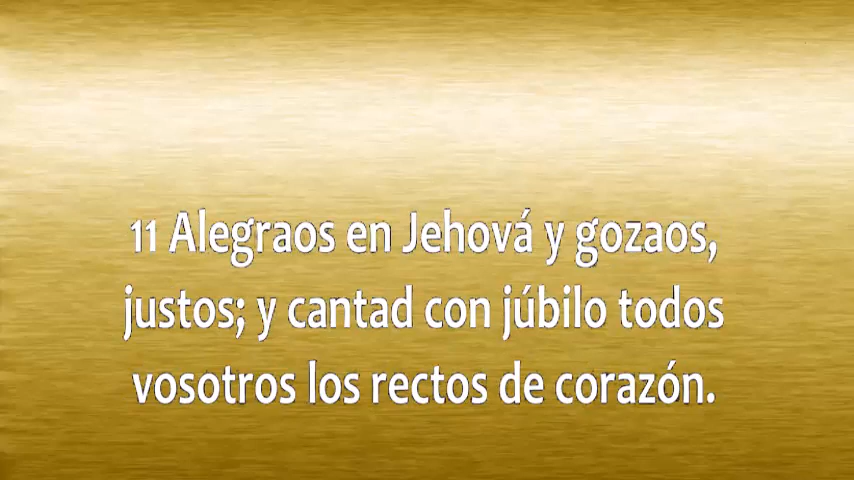 11 Alegraos en Jehová y gozaos,
justos; y cantad con júbilo todos
vosotros los rectos de corazón.